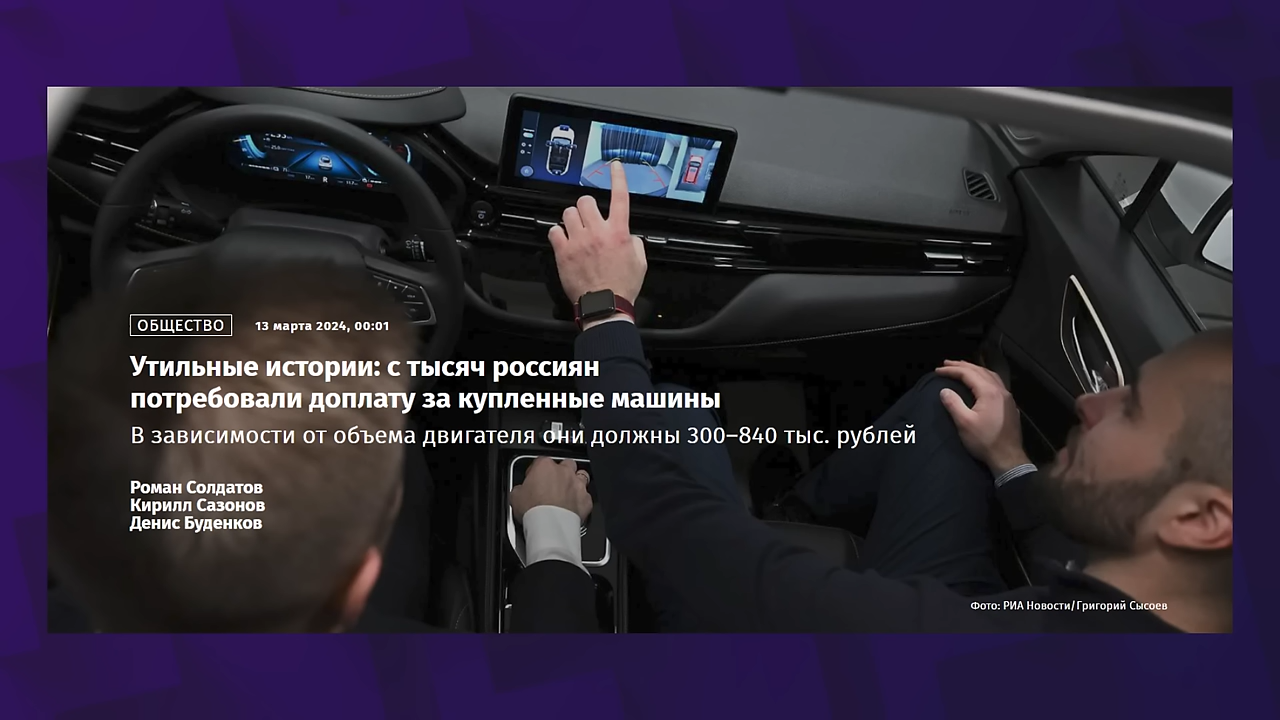 ОБЩЕСТВО 13 марта 2024, 00:01
Утильные истории: с тысяч россиян
потребовали доплату за купленные машины
В зависимости от объема двигателя они должны 300–840 тыс. рублей
Роман Солдатов
Кирилл Сазонов
Денис Буденков
Фото: РИА Новости/Григорий Сысоев